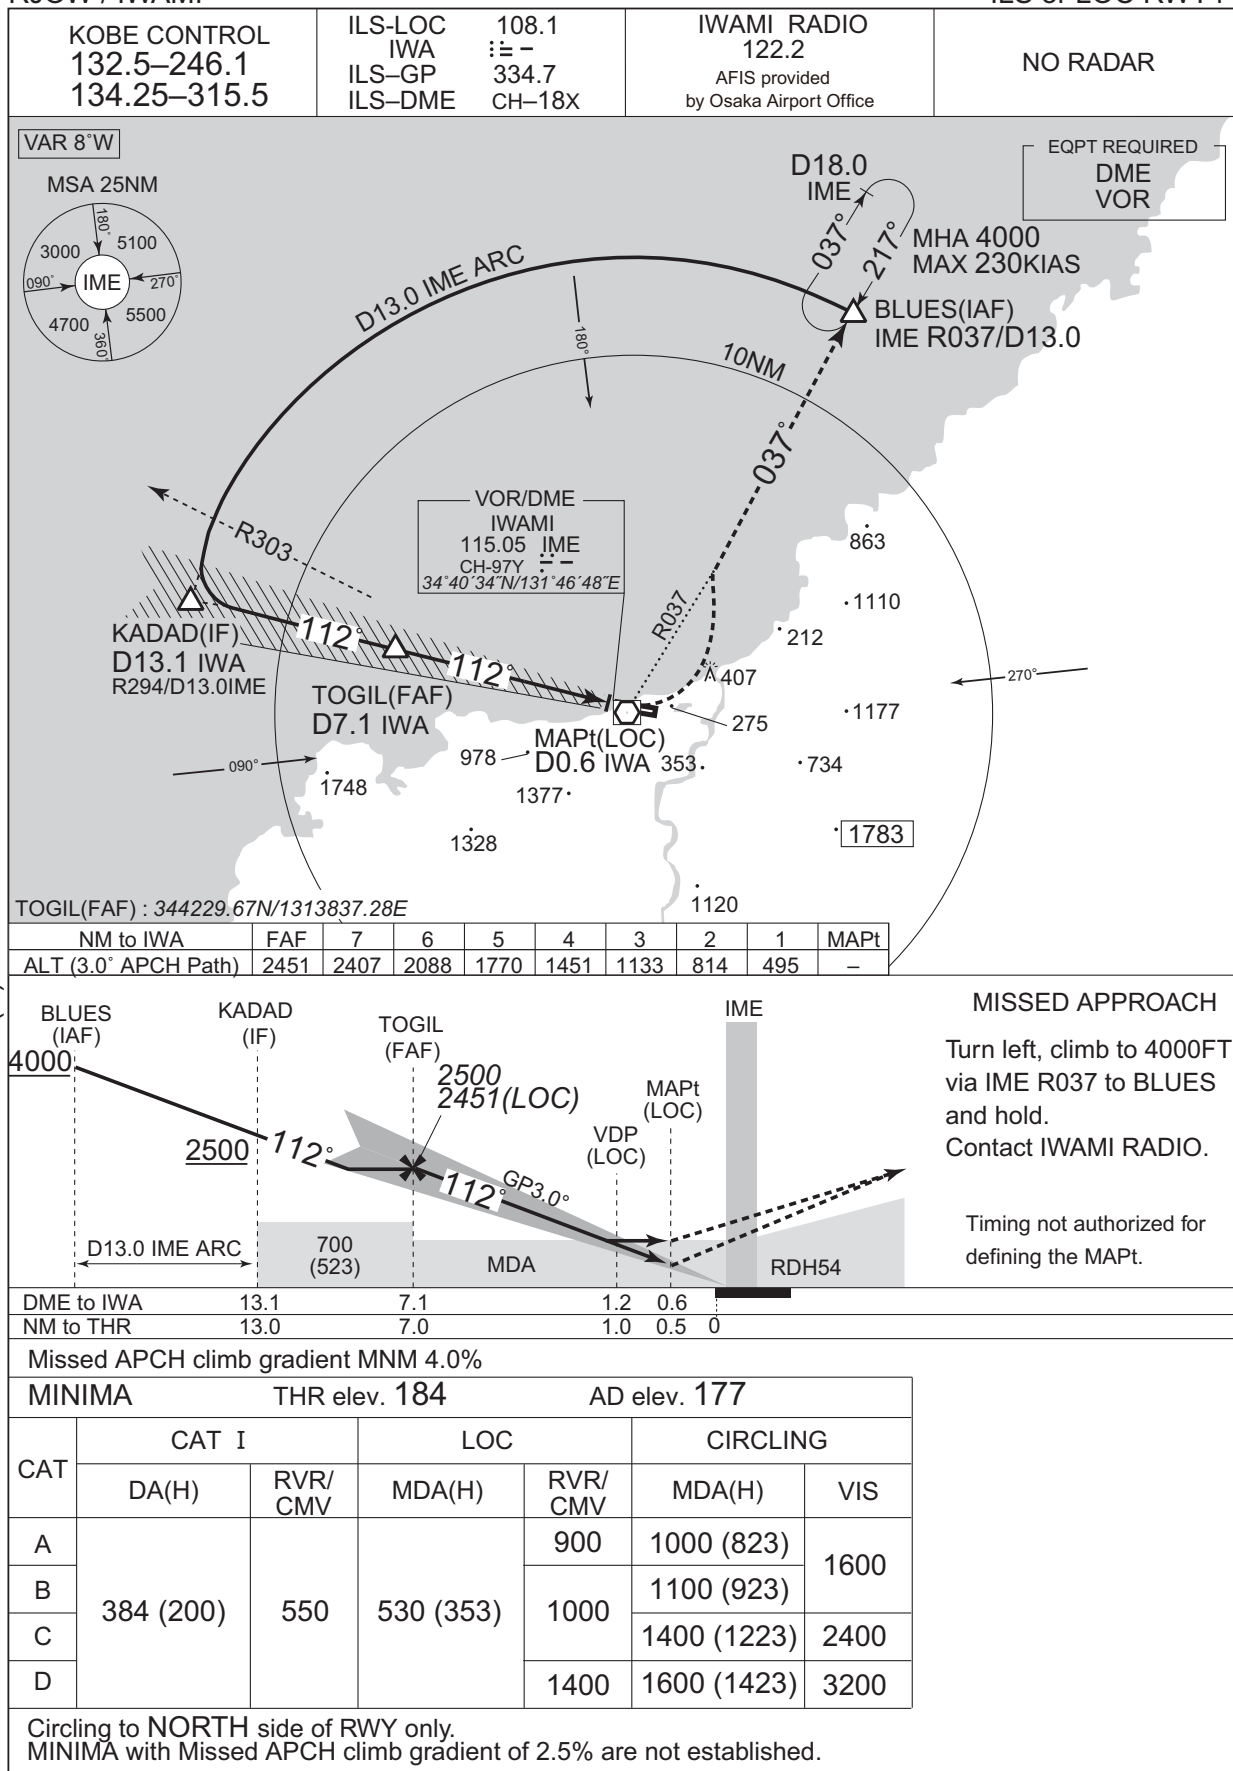 KOBE CONTROL
132.5–246.1
134.25–315.5
ILS-LOC 108.1
IWA
ILS–GP 334.7
ILS–DME CH–18X
IWAMI RADIO
122.2
AFIS provided
by Osaka Airport Office
NO RADAR
VAR 8°W
MSA 25NM
180°
3000
5100
090°
IME
270°
4700
5500
360°
EQPT REQUIRED
DME
VOR
D18.0
IME
037°
217°
MHA 4000
MAX 230KIAS
D13.0 IME ARC
BLUES(IAF)
IME R037/D13.0
180°
10NM
037°
R303
VOR/DME
IWAMI
115.05 IME
CH-97Y
34°40´34˝N/131°46´48˝E
863
1110
R037
212
KADAD(IF)
D13.1 IWA
R294/D13.0IME
112°
112°
TOGIL(FAF)
D7.1 IWA
407
270°
275
1177
MAPt(LOC)
D0.6 IWA
978
353
734
090°
1748
1377
1328
1783
1120
TOGIL(FAF) : 344229.67N/1313837.28E
NM to IWA FAF 7 6 5 4 3 2 1 MAPt
ALT (3.0° APCH Path) 2451 2407 2088 1770 1451 1133 814 495 –
BLUES
(IAF)
KADAD
(IF)
TOGIL
(FAF)
IME
4000
2500
2451(LOC)
MAPt
(LOC)
VDP
(LOC)
2500
112°
112°
GP3.0°
D13.0 IME ARC
700
(523)
MDA
RDH54
MISSED APPROACH
Turn left, climb to 4000FT
via IME R037 to BLUES
and hold.
Contact IWAMI RADIO.
Timing not authorized for
defining the MAPt.
DME to IWA 13.1 7.1 1.2 0.6
NM to THR 13.0 7.0 1.0 0.5 0
Missed APCH climb gradient MNM 4.0%
MINIMA THR elev. 184 AD elev. 177
CAT CAT I LOC CIRCLING
DA(H) RVR/CMV MDA(H) RVR/CMV MDA(H) VIS
A 384 (200) 550 530 (353) 900 1000 (823) 1600
B 1000 1100 (923)
C 1400 (1223) 2400
D 1400 1600 (1423) 3200
Circling to NORTH side of RWY only.
MINIMA with Missed APCH climb gradient of 2.5% are not established.